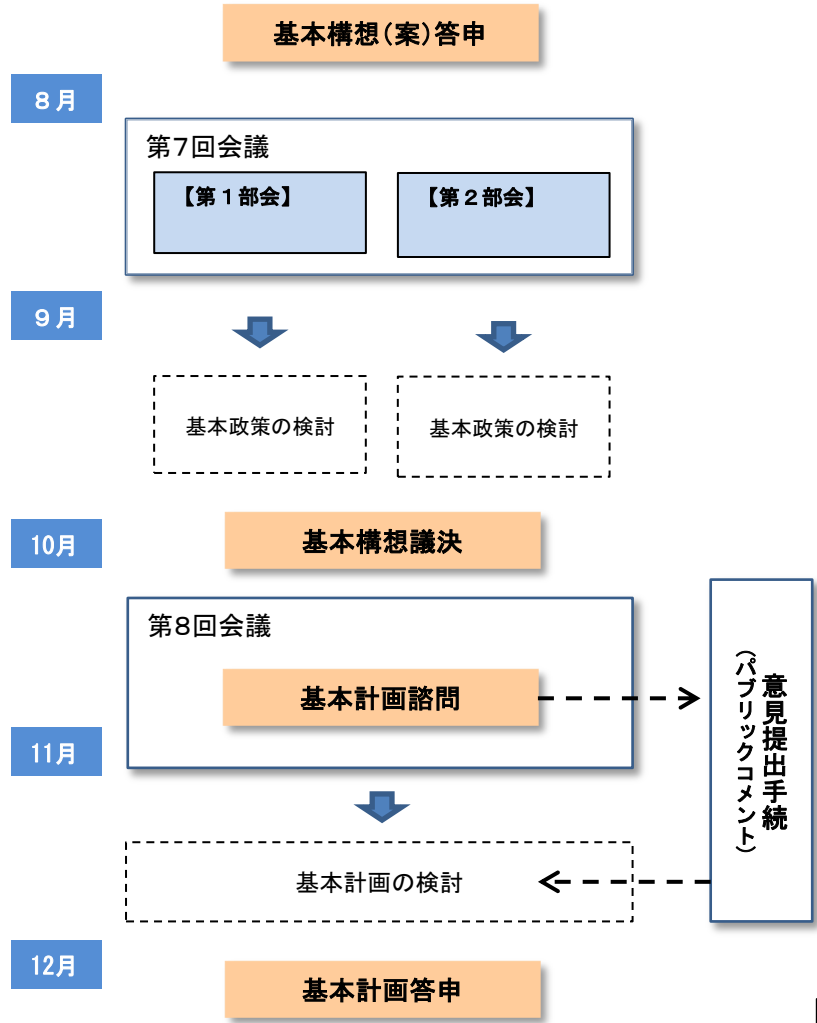 基本構想(案)答申
８月
第７回会議
【第１部会】
【第２部会】
９月
基本政策の検討
基本政策の検討
10月
基本構想議決
第８回会議
基本計画諮問
意見提出手続
（パブリックコメント）
11月
基本計画の検討
12月
基本計画答申